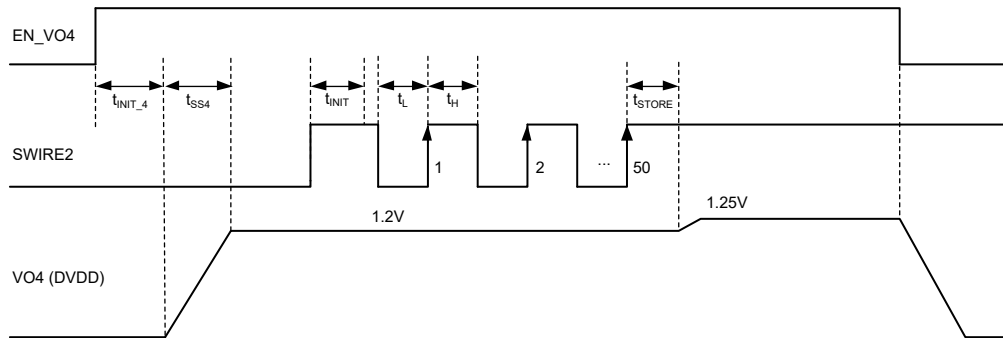 EN_VO4
tINIT_4 tSS4 tINIT tL tH tSTORE
SWIRE2
1 2 ... 50
1.2V 1.25V
VO4 (DVDD)